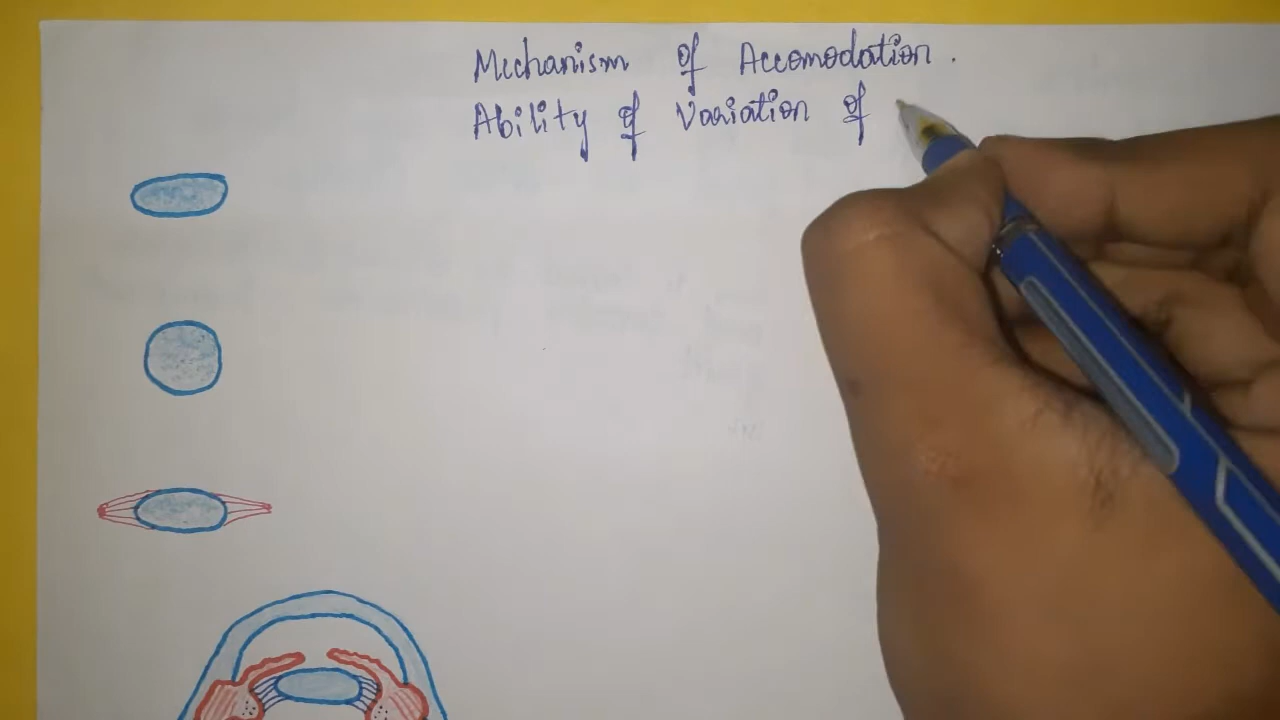 Mechanism of Accomodation.
Ability of Variation of